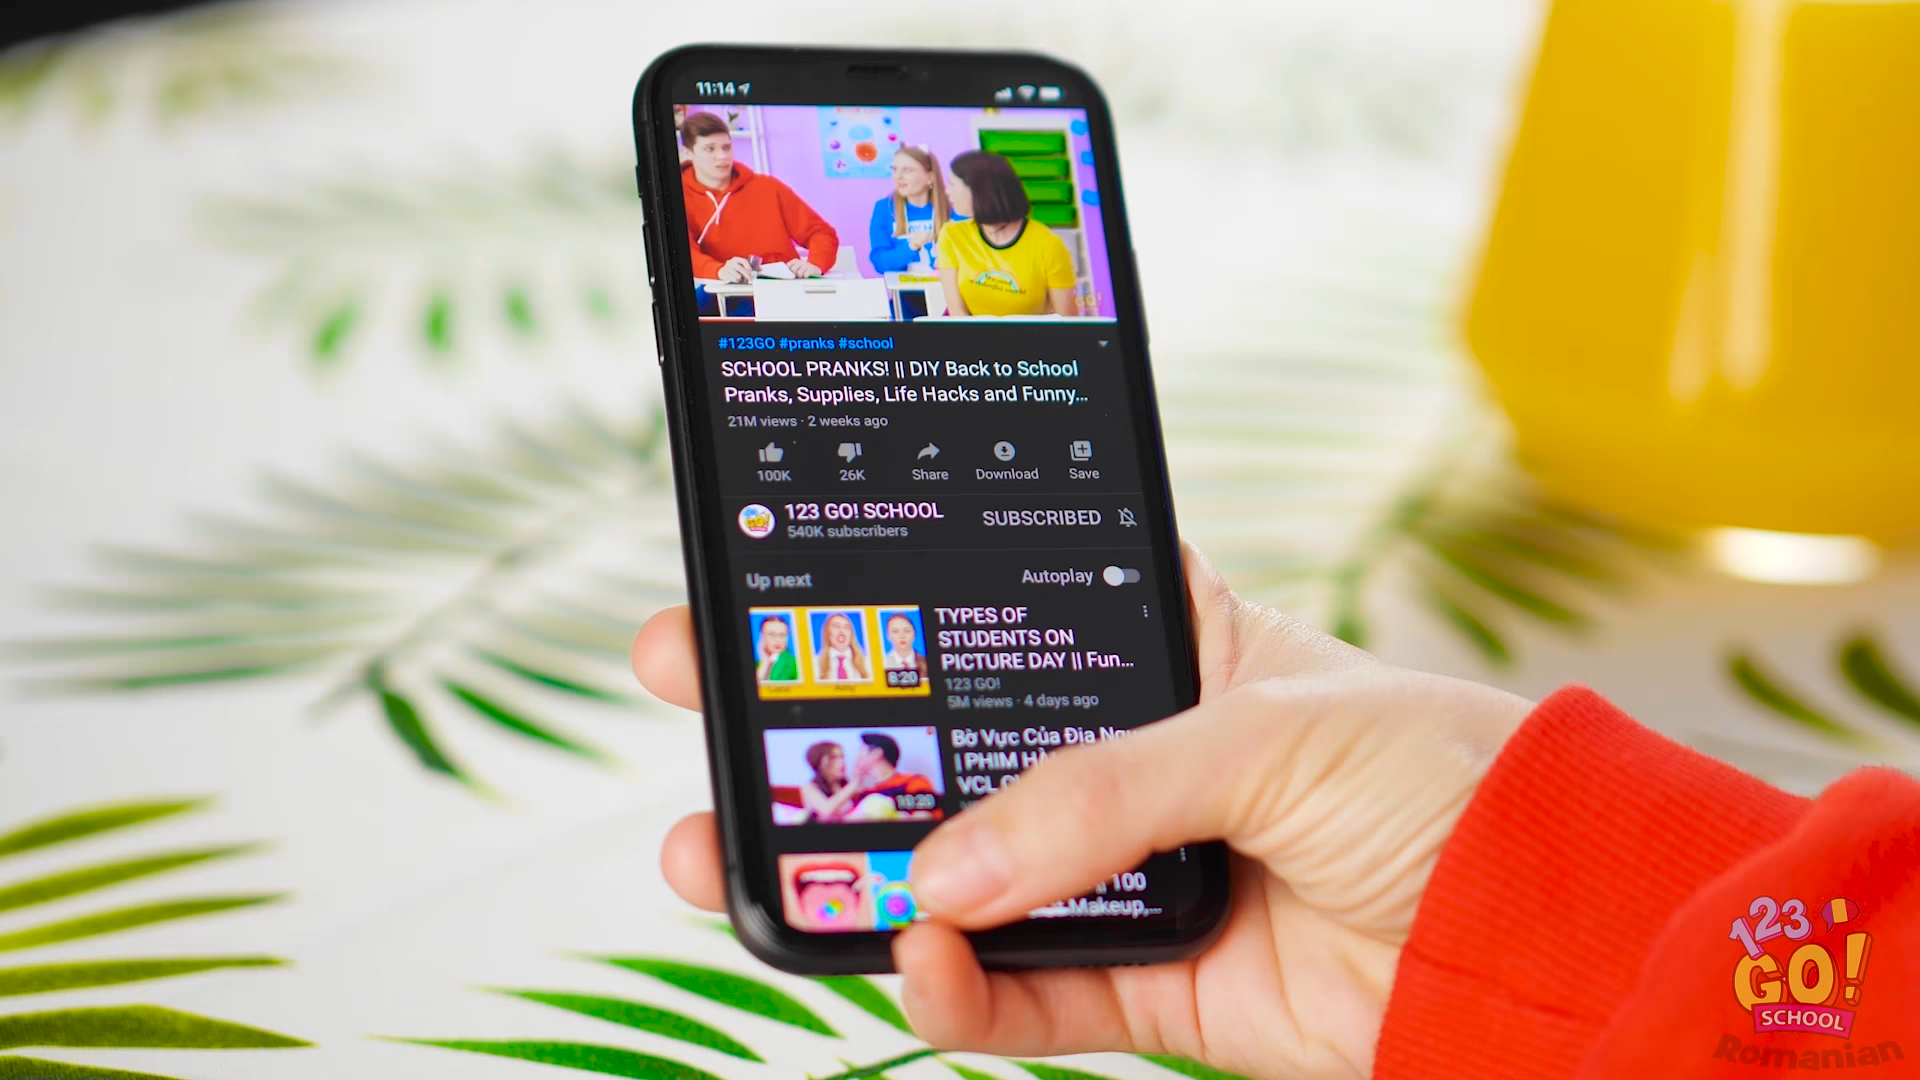 11:14
#123GO #pranks #school
SCHOOL PRANKS! || DIY Back to School
Pranks, Supplies, Life Hacks and Funny...
21M views · 2 weeks ago
100K
26K
Share
Download
Save
123 GO! SCHOOL
540K subscribers
SUBSCRIBED
Up next
Autoplay
TYPES OF
STUDENTS ON
PICTURE DAY || Fun...
123 GO!
5M views · 4 days ago
8:20
Bờ Vực Của Địa
| PHIM
VCL
10:20
|| 100
Makeup,...
123
GO!
SCHOOL
Romanian